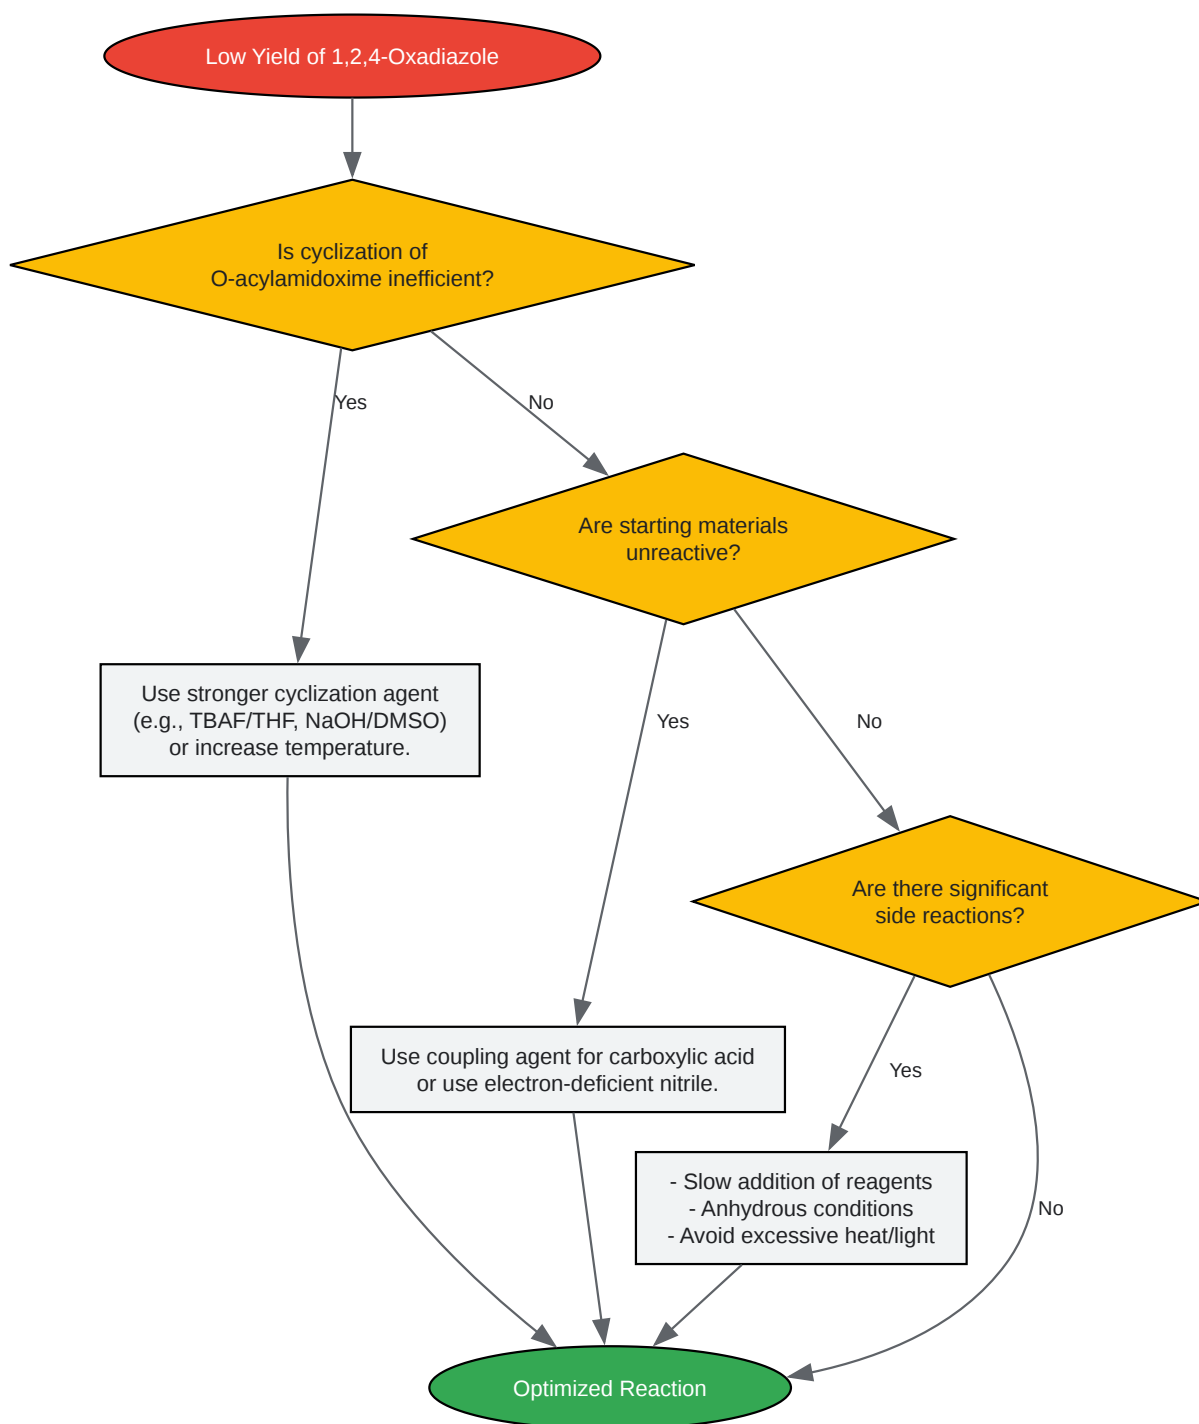 Low Yield of 1,2,4-Oxadiazole
Is cyclization of
O-acylamidoxime inefficient?
Yes
No
Are starting materials
unreactive?
Use stronger cyclization agent
(e.g., TBAF/THF, NaOH/DMSO)
or increase temperature.
Yes
No
Are there significant
side reactions?
Use coupling agent for carboxylic acid
or use electron-deficient nitrile.
Yes
- Slow addition of reagents
- Anhydrous conditions
- Avoid excessive heat/light
No
Optimized Reaction